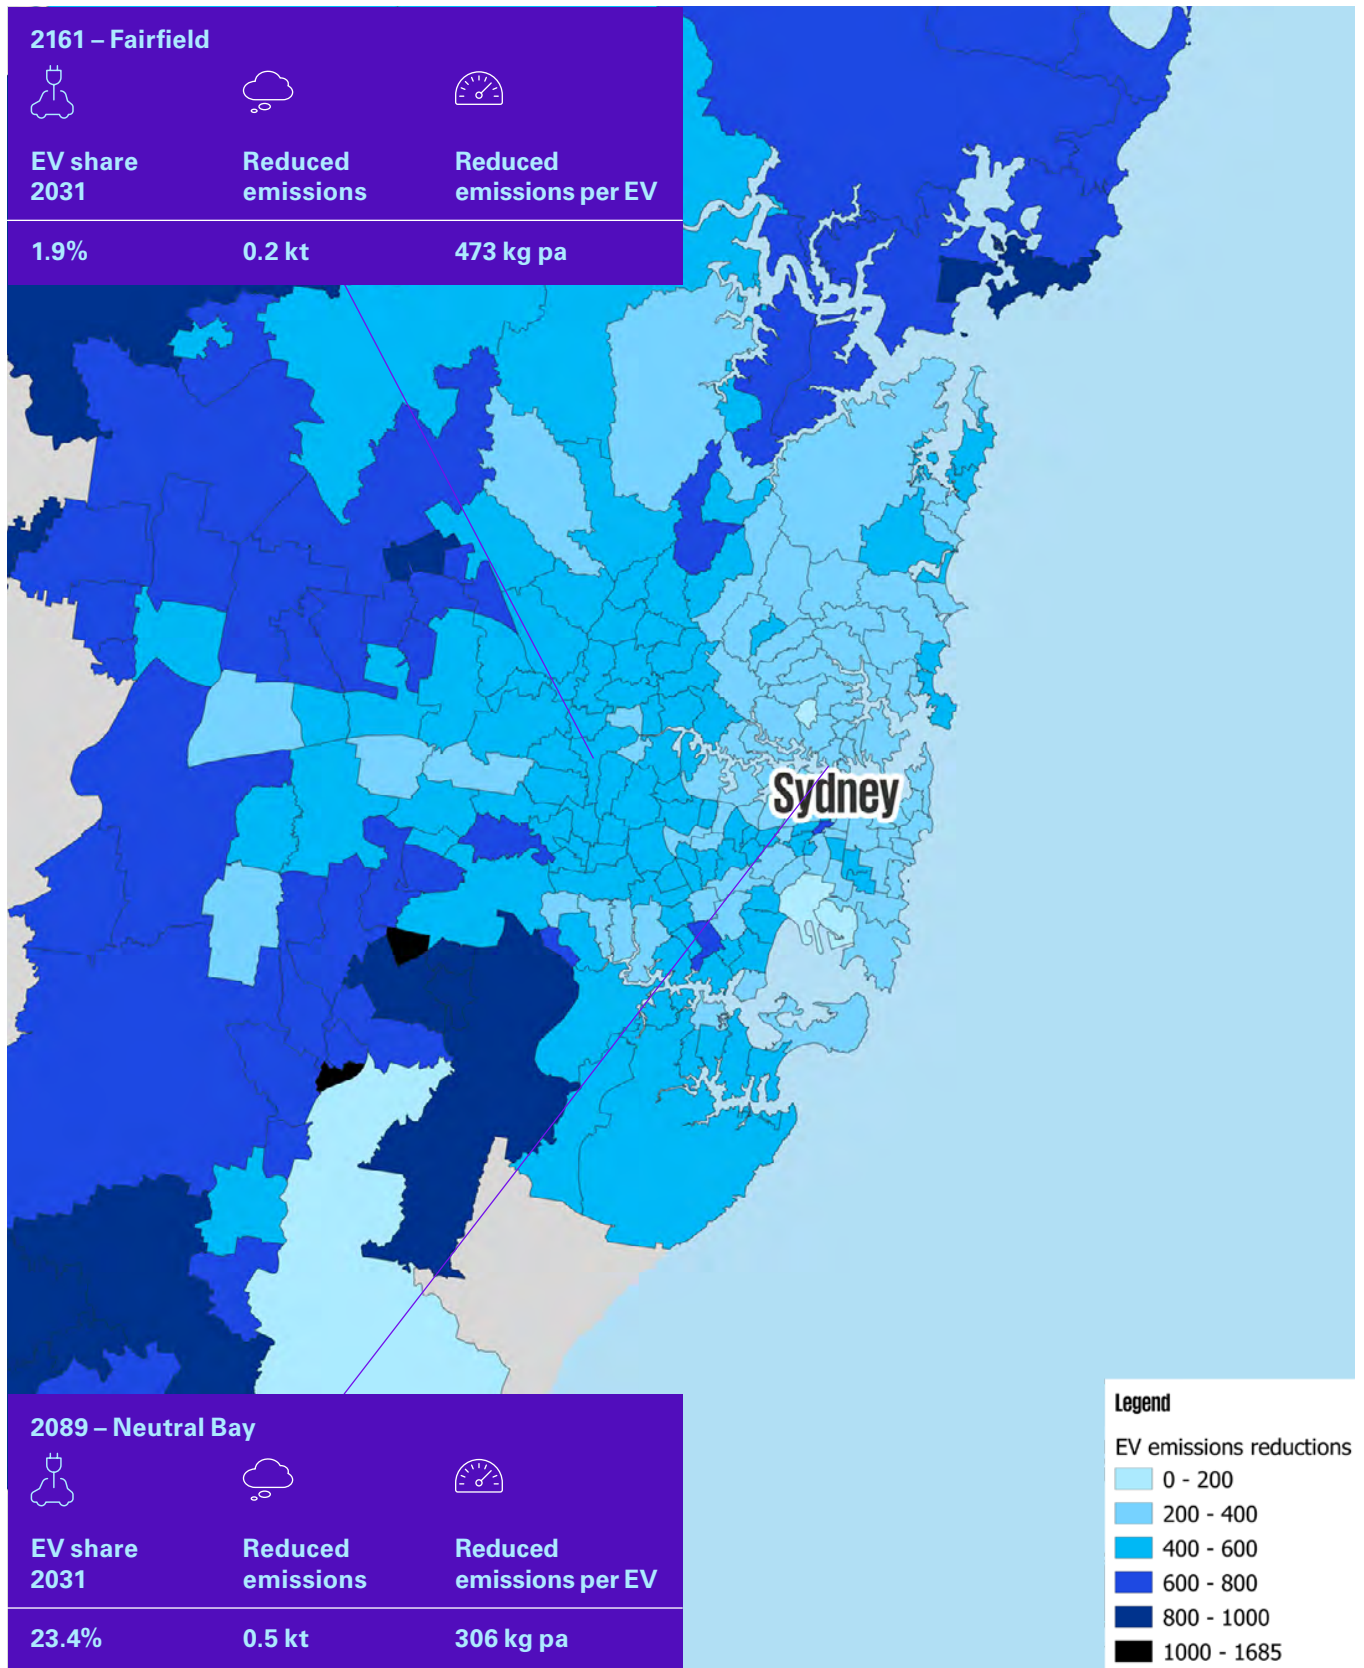 2161 – Fairfield
EV share
2031
Reduced
emissions
Reduced
emissions per EV
1.9%
0.2 kt
473 kg pa
Sydney
2089 – Neutral Bay
EV share
2031
Reduced
emissions
Reduced
emissions per EV
23.4%
0.5 kt
306 kg pa
Legend
EV emissions reductions
0 - 200
200 - 400
400 - 600
600 - 800
800 - 1000
1000 - 1685